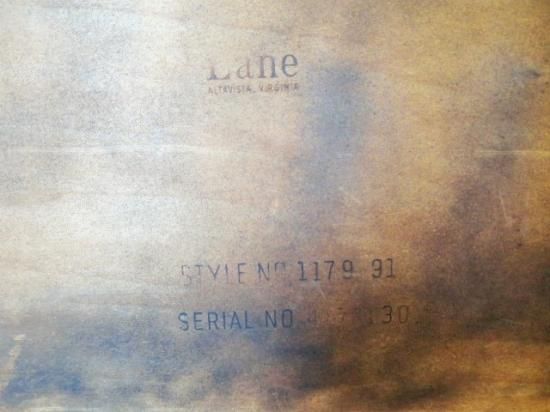 Lane
ALTAVISTA, VIRGINIA
STYLE NO. 1179 91
SERIAL NO.